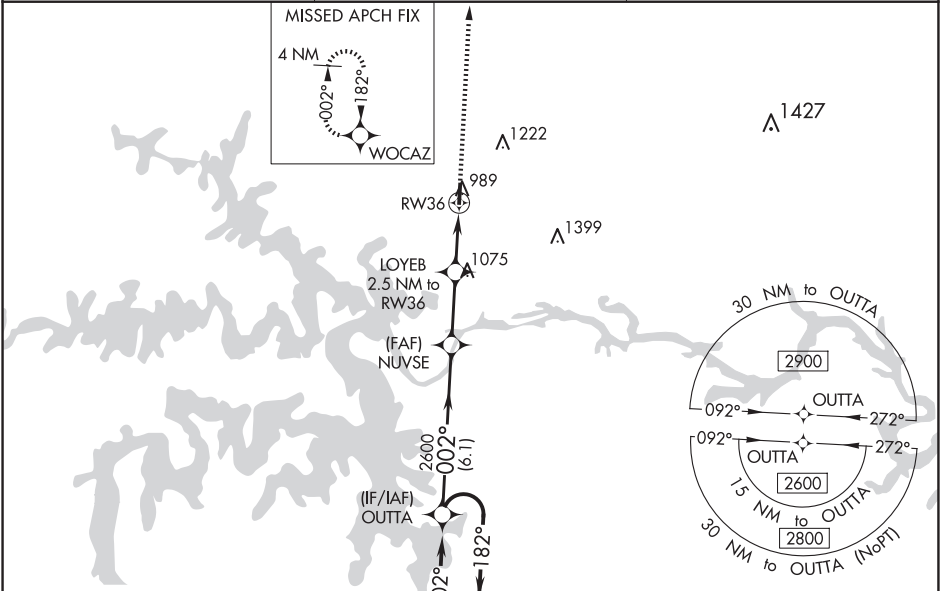 MISSED APCH FIX
4 NM
002°
182°
WOCAZ
1427
1222
989
RW36
1399
LOYEB
2.5 NM to
RW36
1075
(FAF)
NUVSE
2600
002°
(6.1)
(IF/IAF)
OUTTA
182°
02°
30 NM to OUTTA
2900
OUTTA
092°
272°
092°
272°
OUTTA
2600
15 NM to OUTTA
2800
30 NM to OUTTA (NoPT)